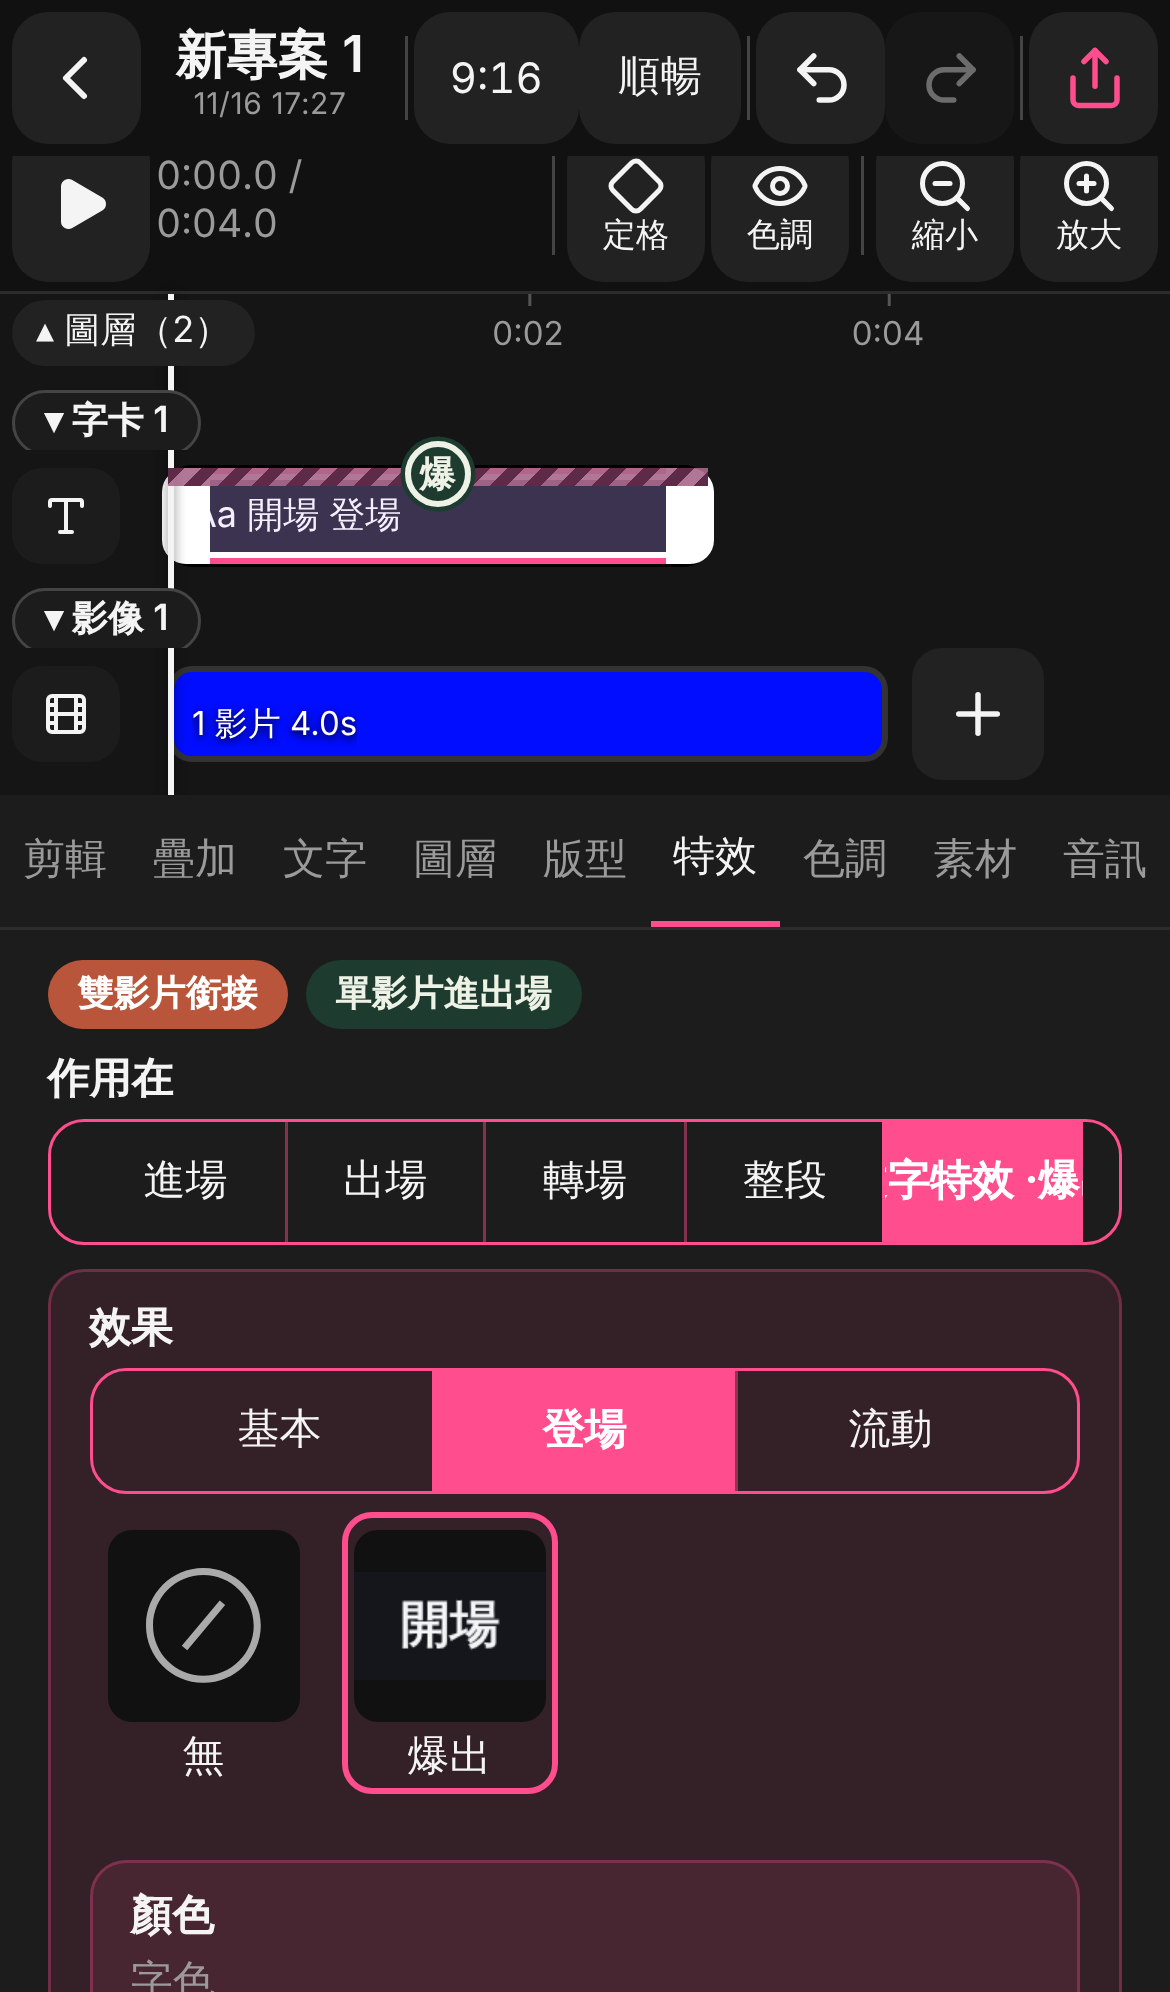 新專案 1
11/16 17:27
9:16
順暢
0:00.0 /
0:04.0
定格
色調
縮小
放大
▲ 圖層（2）
0:02
0:04
▼字卡 1
爆
Aa 開場 登場
▼影像 1
1 影片 4.0s
剪輯
疊加
文字
圖層
版型
特效
色調
素材
音訊
雙影片銜接
單影片進出場
作用在
進場
出場
轉場
整段
字特效 ·爆
效果
基本
登場
流動
開場
無
爆出
顏色
字色